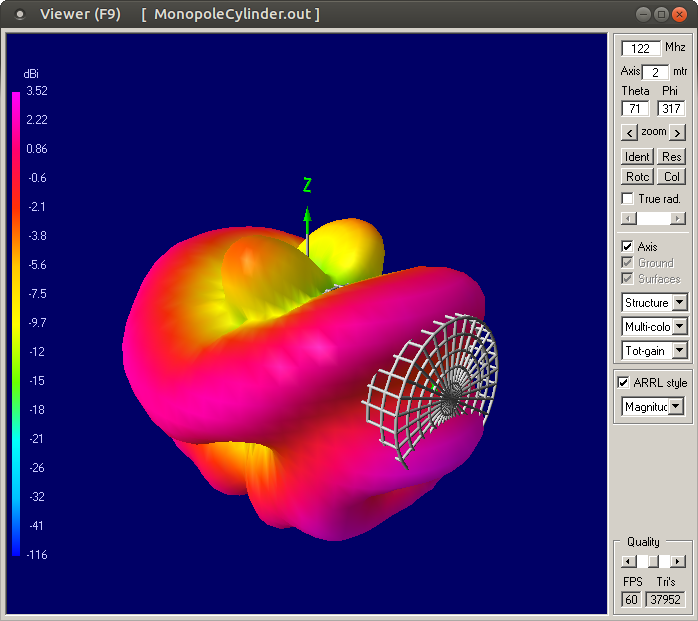 Viewer (F9) [ MonopoleCylinder.out ]
dBi
3.52
2.22
0.86
-0.6
-2.1
-3.8
-5.6
-7.5
-9.7
-12
-15
-18
-21
-26
-32
-41
-116
Z
122 Mhz
Axis 2 mtr
Theta Phi
71 317
< zoom >
Ident Res
Rotc Col
True rad.
Axis
Ground
Surfaces
Structure
Multi-colo
Tot-gain
ARRL style
Magnituc
Quality
FPS Tri's
60 37952